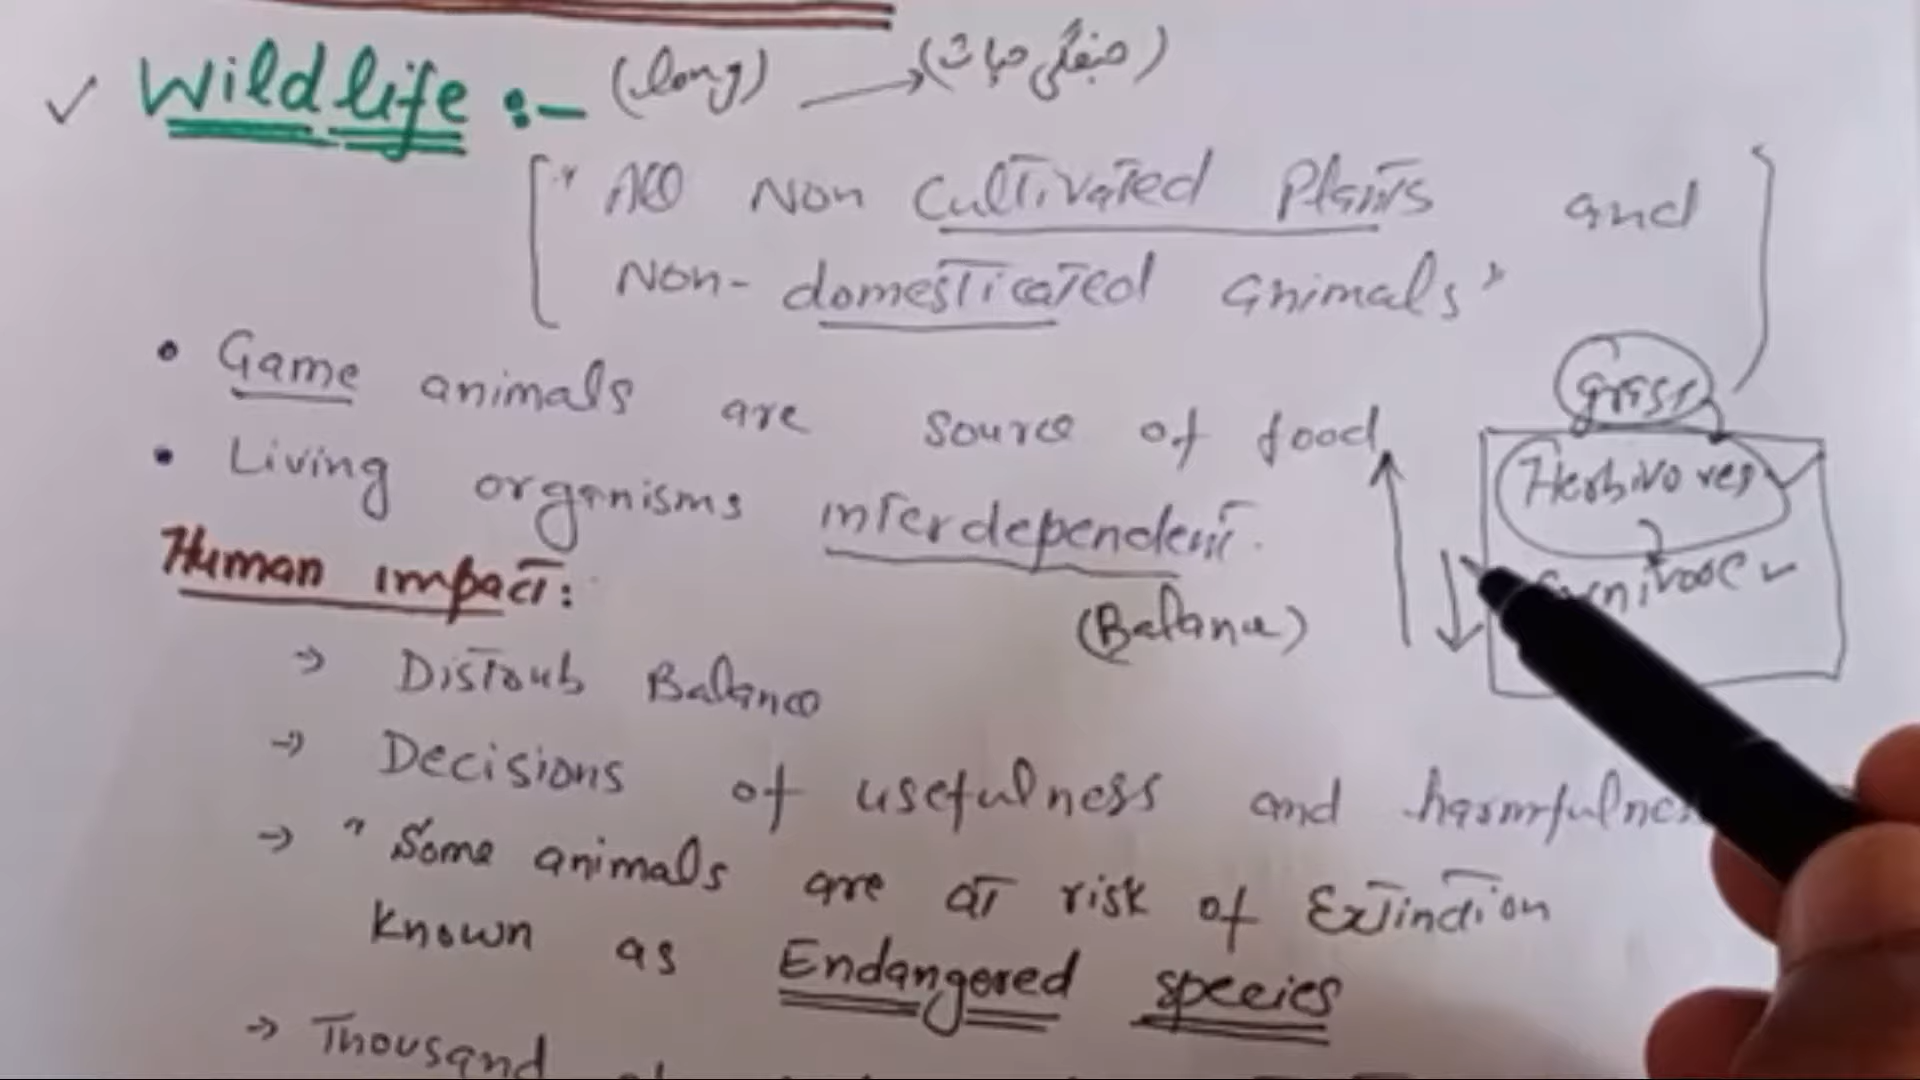 ✓ Wildlife :- (long) → (جنگلی حیات)
["All Non Cultivated Plants and
Non-domesticated animals"]
• Game animals are source of food
grass
• Living organisms interdependent.
Herbivores
(Balance)
Human impact:
→ Distourb Balance
→ Decisions of usefulness and harmfulnes
→ "Some animals are at risk of Extinction
known as Endangered species
→ Thousand